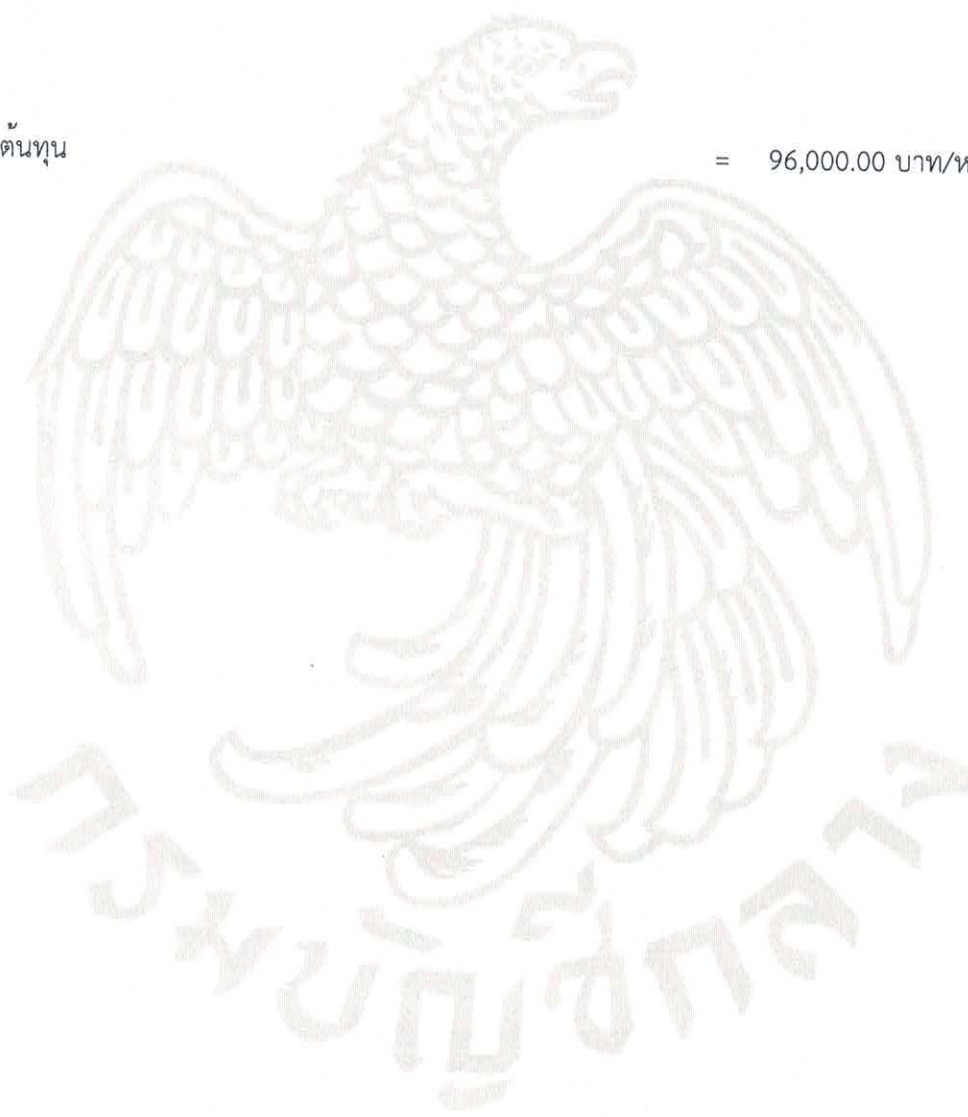 ต้นทุน = 96,000.00 บาท/ห
กรมบัญชีกลาง